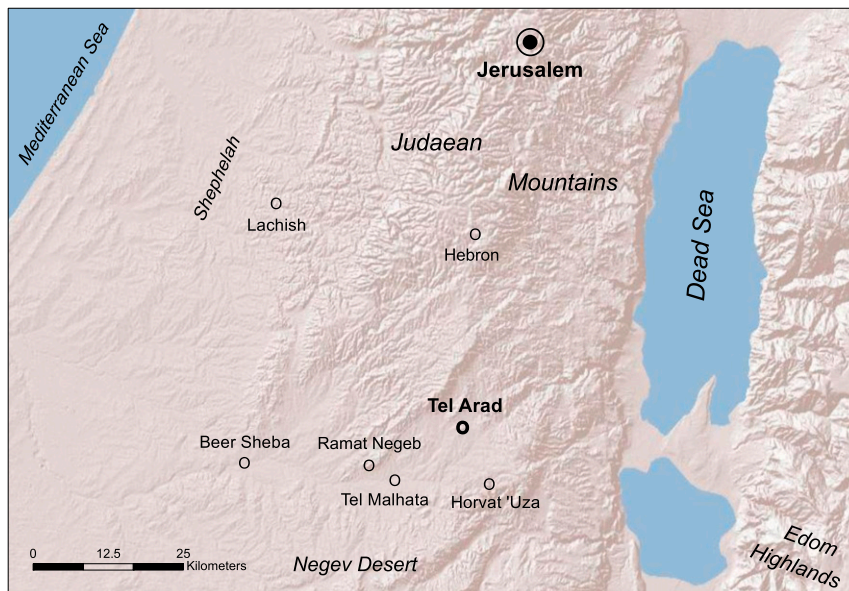 Mediterranean Sea
Jerusalem
Judaean
Shephelah
Mountains
Lachish
Dead Sea
Hebron
Tel Arad
Beer Sheba
Ramat Negeb
Tel Malhata
Horvat 'Uza
Edom
Highlands
0 12.5 25
Kilometers
Negev Desert